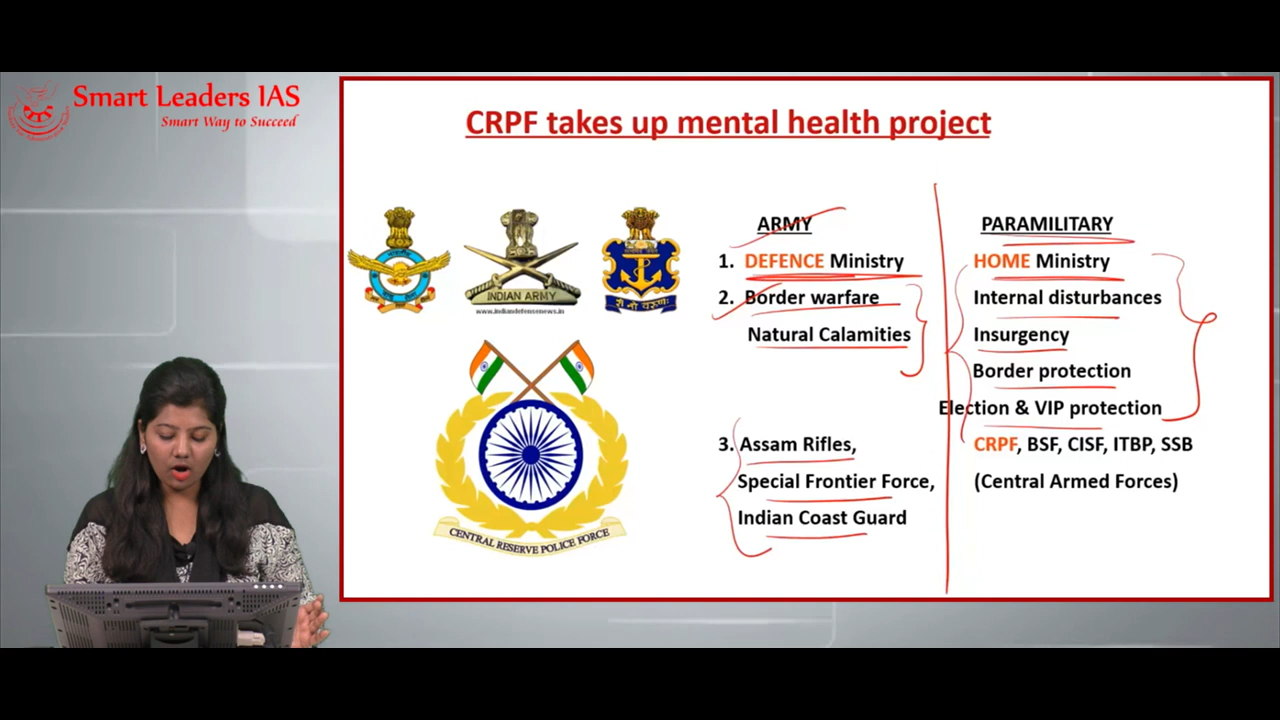 Smart Leaders IAS
Smart Way to Succeed
CRPF takes up mental health project
ARMY
1. DEFENCE Ministry
2. Border warfare
Natural Calamities
3. Assam Rifles,
Special Frontier Force,
Indian Coast Guard
PARAMILITARY
HOME Ministry
Internal disturbances
Insurgency
Border protection
Election & VIP protection
CRPF, BSF, CISF, ITBP, SSB
(Central Armed Forces)
INDIAN ARMY
www.indiandefensenews.in
CENTRAL RESERVE POLICE FORCE